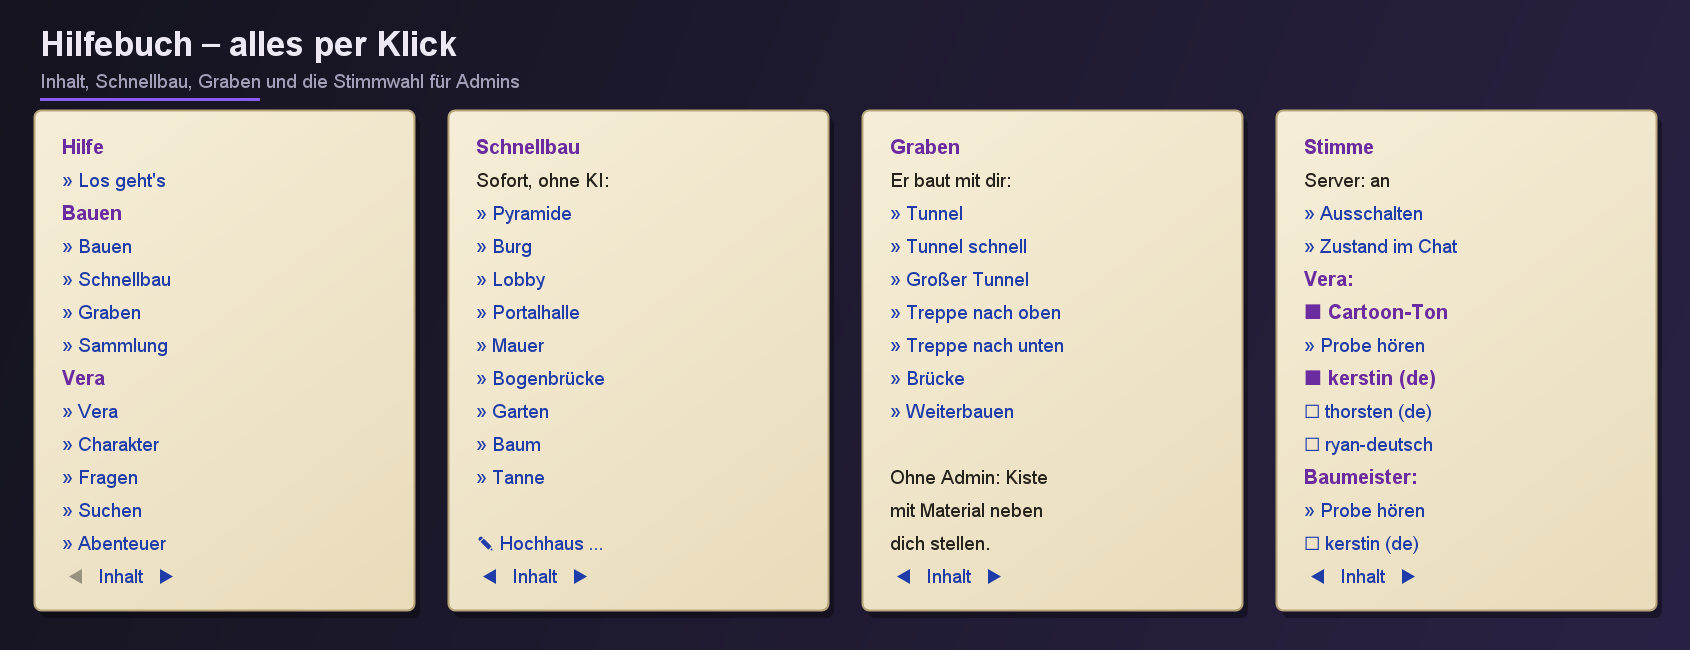 Hilfebuch – alles per Klick
Inhalt, Schnellbau, Graben und die Stimmwahl für Admins
Hilfe
» Los geht's
Bauen
» Bauen
» Schnellbau
» Graben
» Sammlung
Vera
» Vera
» Charakter
» Fragen
» Suchen
» Abenteuer
◀ Inhalt ▶
Schnellbau
Sofort, ohne KI:
» Pyramide
» Burg
» Lobby
» Portalhalle
» Mauer
» Bogenbrücke
» Garten
» Baum
» Tanne
✎ Hochhaus ...
◀ Inhalt ▶
Graben
Er baut mit dir:
» Tunnel
» Tunnel schnell
» Großer Tunnel
» Treppe nach oben
» Treppe nach unten
» Brücke
» Weiterbauen
Ohne Admin: Kiste
mit Material neben
dich stellen.
◀ Inhalt ▶
Stimme
Server: an
» Ausschalten
» Zustand im Chat
Vera:
■ Cartoon-Ton
» Probe hören
■ kerstin (de)
☐ thorsten (de)
☐ ryan-deutsch
Baumeister:
» Probe hören
☐ kerstin (de)
◀ Inhalt ▶